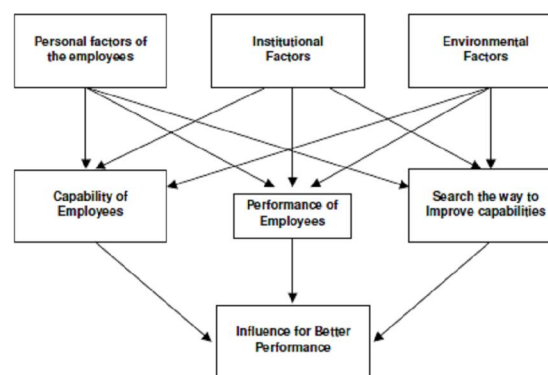 Personal factors of
the employees
Institutional
Factors
Environmental
Factors
Capability of
Employees
Performance of
Employees
Search the way to
Improve capabilities
Influence for Better
Performance